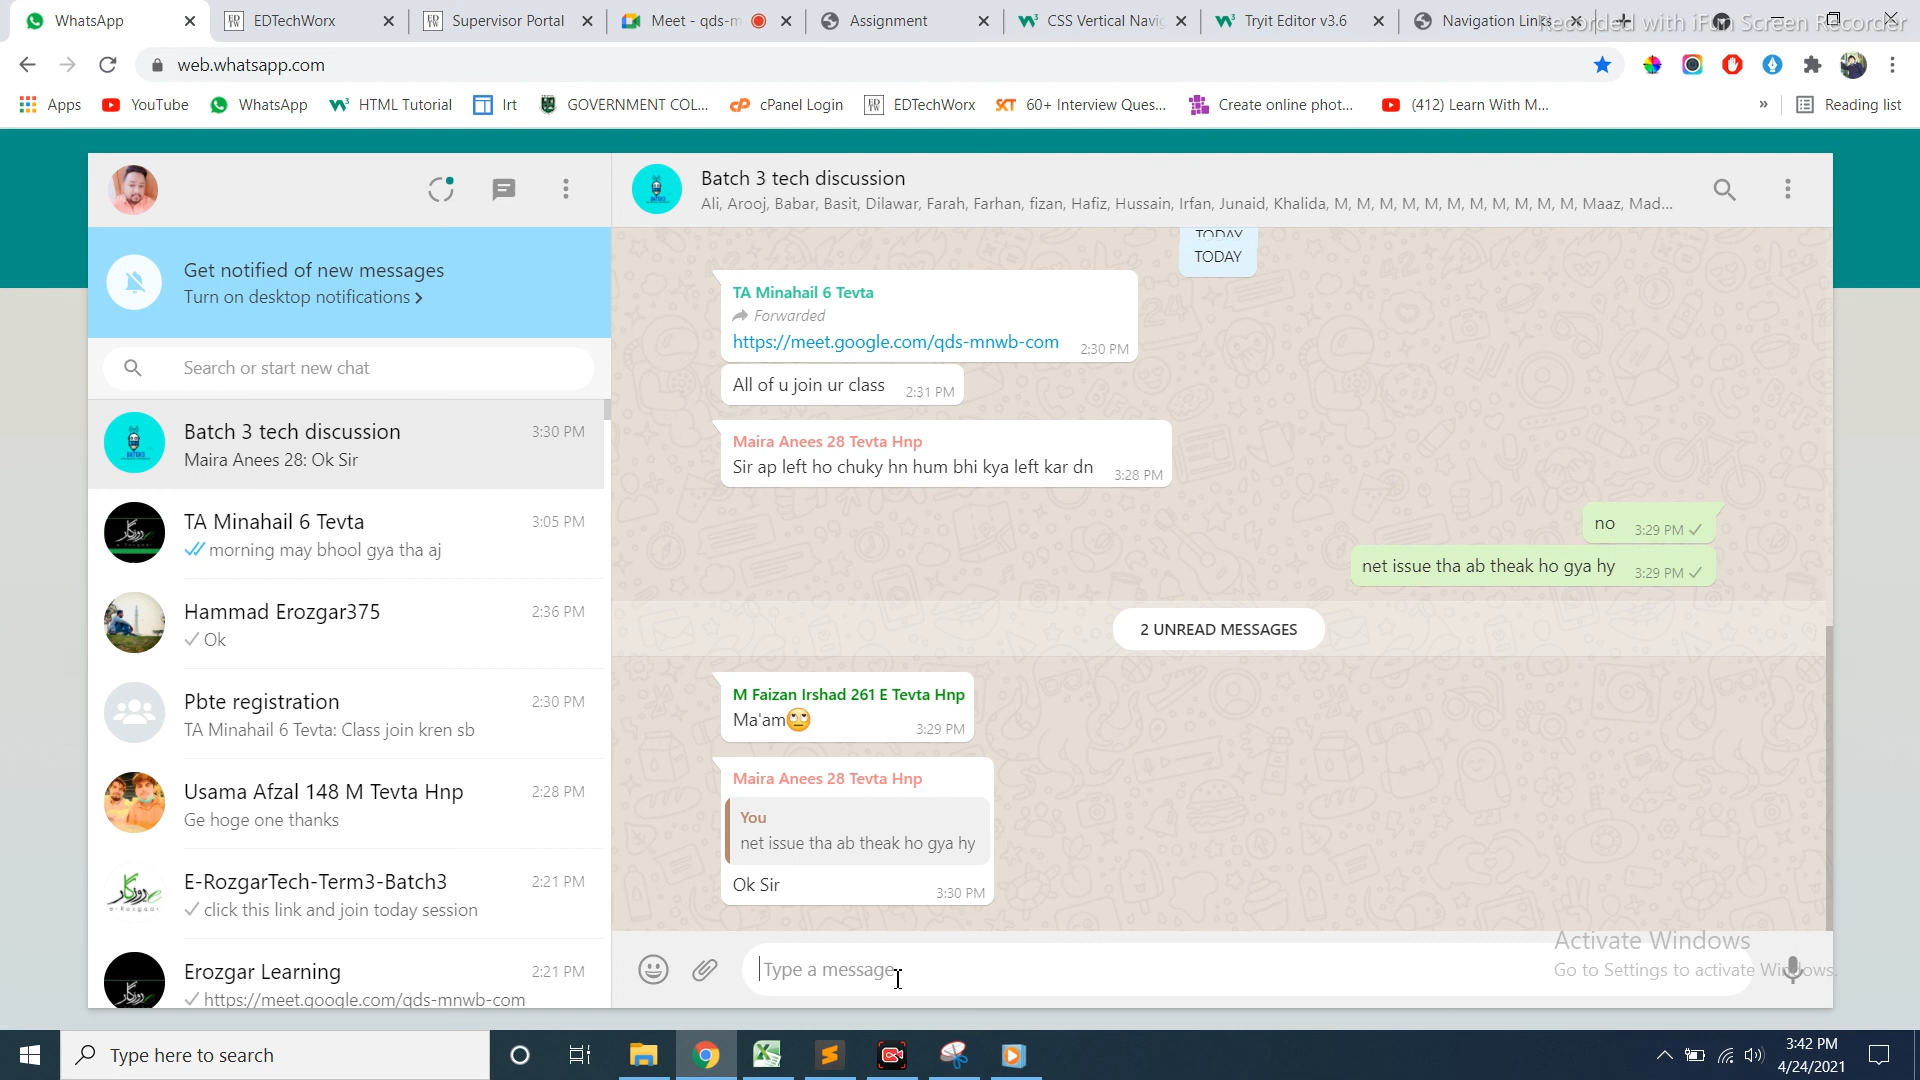 WhatsApp
EDTechWorx
Supervisor Portal
Meet - qds-m
Assignment
CSS Vertical Navig
Tryit Editor v3.6
Navigation Links
Recorded with iFun Screen Recorder
web.whatsapp.com
Apps
YouTube
WhatsApp
HTML Tutorial
lrt
GOVERNMENT COL...
cPanel Login
EDTechWorx
60+ Interview Ques...
Create online phot...
(412) Learn With M...
»
Reading list
Get notified of new messages
Turn on desktop notifications >
Search or start new chat
Batch 3 tech discussion
3:30 PM
Maira Anees 28: Ok Sir
TA Minahail 6 Tevta
3:05 PM
morning may bhool gya tha aj
Hammad Erozgar375
2:36 PM
Ok
Pbte registration
2:30 PM
TA Minahail 6 Tevta: Class join kren sb
Usama Afzal 148 M Tevta Hnp
2:28 PM
Ge hoge one thanks
E-RozgarTech-Term3-Batch3
2:21 PM
click this link and join today session
Erozgar Learning
2:21 PM
https://meet.google.com/qds-mnwb-com
Batch 3 tech discussion
Ali, Arooj, Babar, Basit, Dilawar, Farah, Farhan, fizan, Hafiz, Hussain, Irfan, Junaid, Khalida, M, M, M, M, M, M, M, M, M, M, M, Maaz, Mad...
TODAY
TODAY
TA Minahail 6 Tevta
Forwarded
https://meet.google.com/qds-mnwb-com 2:30 PM
All of u join ur class 2:31 PM
Maira Anees 28 Tevta Hnp
Sir ap left ho chuky hn hum bhi kya left kar dn 3:28 PM
no 3:29 PM
net issue tha ab theak ho gya hy 3:29 PM
2 UNREAD MESSAGES
M Faizan Irshad 261 E Tevta Hnp
Ma'am🙄 3:29 PM
Maira Anees 28 Tevta Hnp
You
net issue tha ab theak ho gya hy
Ok Sir 3:30 PM
Type a message
Activate Windows
Go to Settings to activate Windows.
Type here to search
3:42 PM
4/24/2021